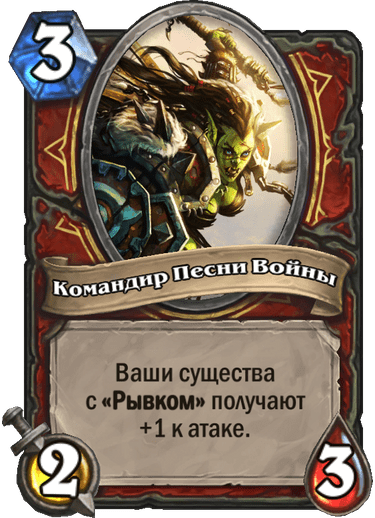 3
Командир Песни Войны
Ваши существа
с «Рывком» получают
+1 к атаке.
2
3